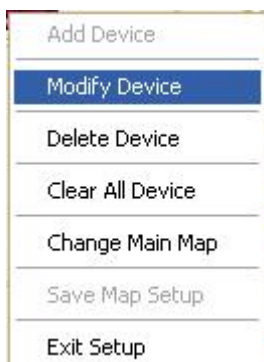 Add Device
Modify Device
Delete Device
Clear All Device
Change Main Map
Save Map Setup
Exit Setup